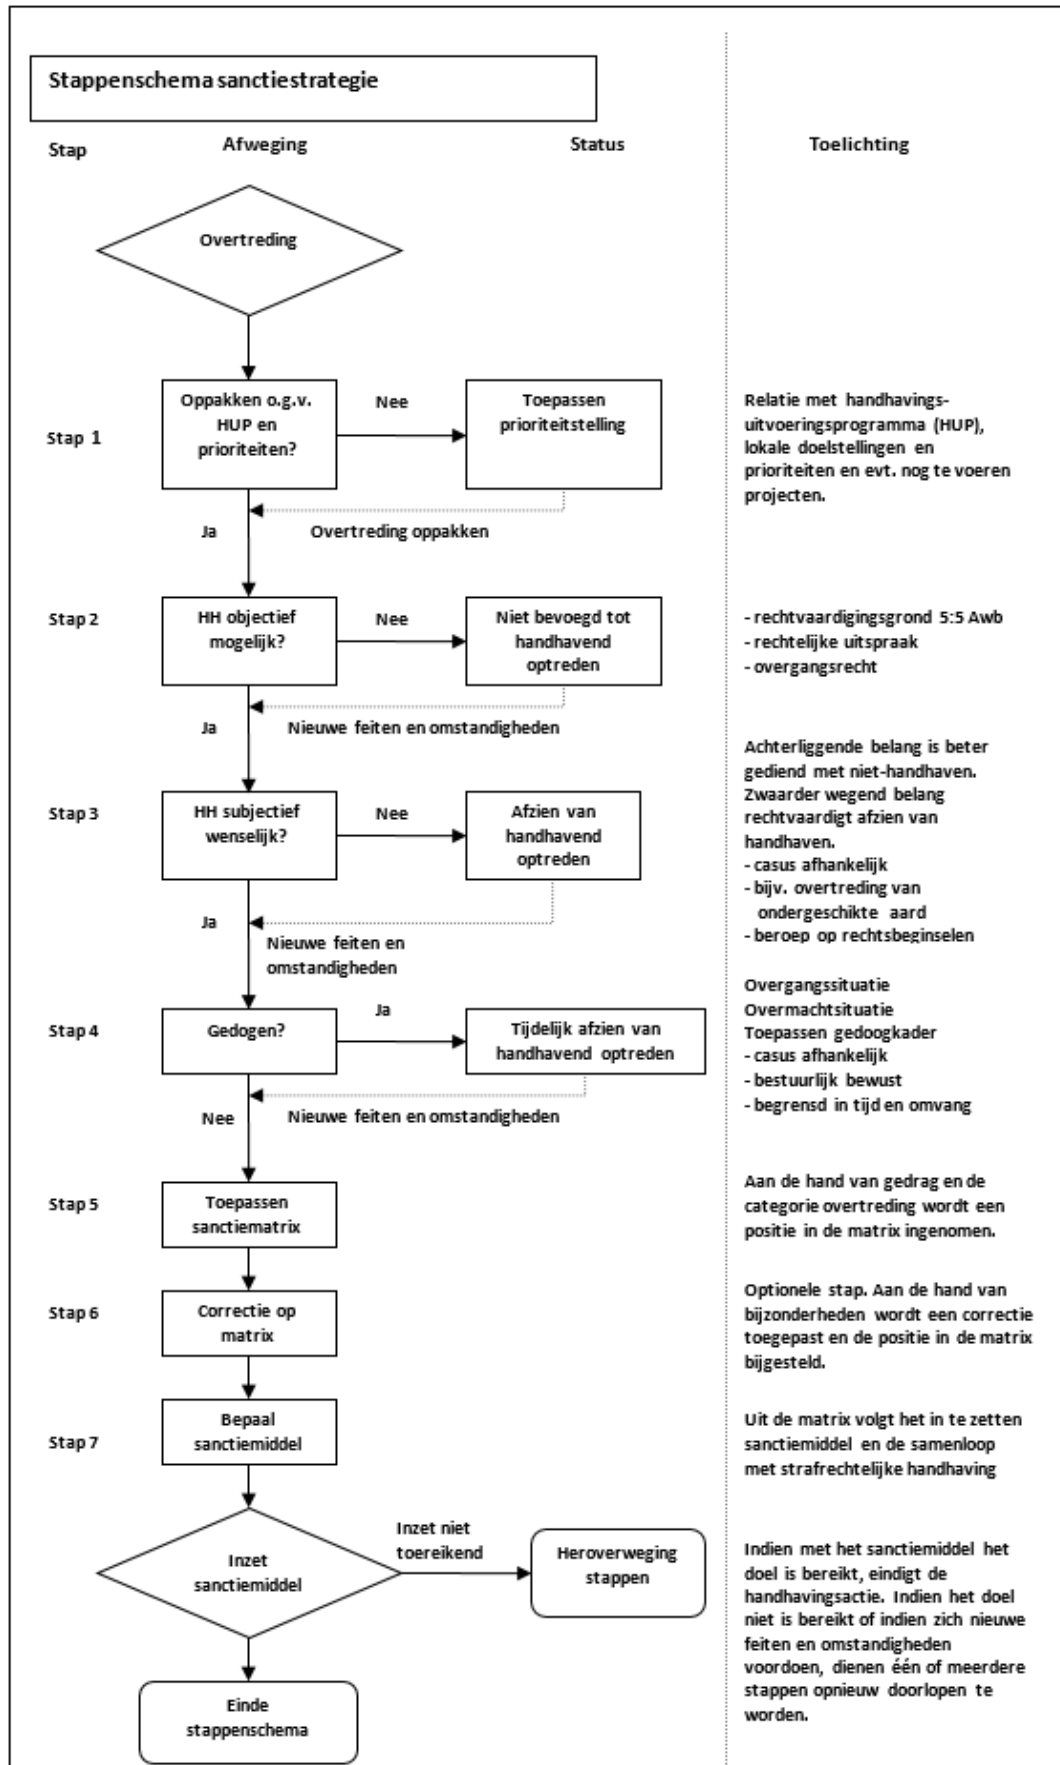 Stappenschema sanctiestrategie
Stap
Afweging
Status
Toelichting
Overtreding
Stap 1
Oppakken o.g.v.
HUP en
prioriteiten?
Nee
Toepassen
prioriteitstelling
Relatie met handhavings-
uitvoeringsprogramma (HUP),
lokale doelstellingen en
prioriteiten en evt. nog te voeren
projecten.
Ja
Overtreding oppakken
Stap 2
HH objectief
mogelijk?
Nee
Niet bevoegd tot
handhavend
optreden
- rechtvaardigingsgrond 5:5 Awb
- rechtelijke uitspraak
- overgangsrecht
Ja
Nieuwe feiten en omstandigheden
Stap 3
HH subjectief
wenselijk?
Nee
Afzien van
handhavend
optreden
Achterliggende belang is beter
gediend met niet-handhaven.
Zwaarder wegend belang
rechtvaardigt afzien van
handhaven.
- casus afhankelijk
- bijv. overtreding van
ondergeschikte aard
- beroep op rechtsbeginselen
Ja
Nieuwe feiten en
omstandigheden
Stap 4
Gedogen?
Ja
Tijdelijk afzien van
handhavend optreden
Overgangssituatie
Overmachtsituatie
Toepassen gedoogkader
- casus afhankelijk
- bestuurlijk bewust
- begrensd in tijd en omvang
Nee
Nieuwe feiten en omstandigheden
Stap 5
Toepassen
sanctiematrix
Aan de hand van gedrag en de
categorie overtreding wordt een
positie in de matrix ingenomen.
Stap 6
Correctie op
matrix
Optionele stap. Aan de hand van
bijzonderheden wordt een correctie
toegepast en de positie in de matrix
bijgesteld.
Stap 7
Bepaal
sanctiemiddel
Uit de matrix volgt het in te zetten
sanctiemiddel en de samenloop
met strafrechtelijke handhaving
Inzet
sanctiemiddel
Inzet niet
toereikend
Heroverweging
stappen
Indien met het sanctiemiddel het
doel is bereikt, eindigt de
handhavingsactie. Indien het doel
niet is bereikt of indien zich nieuwe
feiten en omstandigheden
voordoen, dienen één of meerdere
stappen opnieuw doorlopen te
worden.
Einde
stappenschema